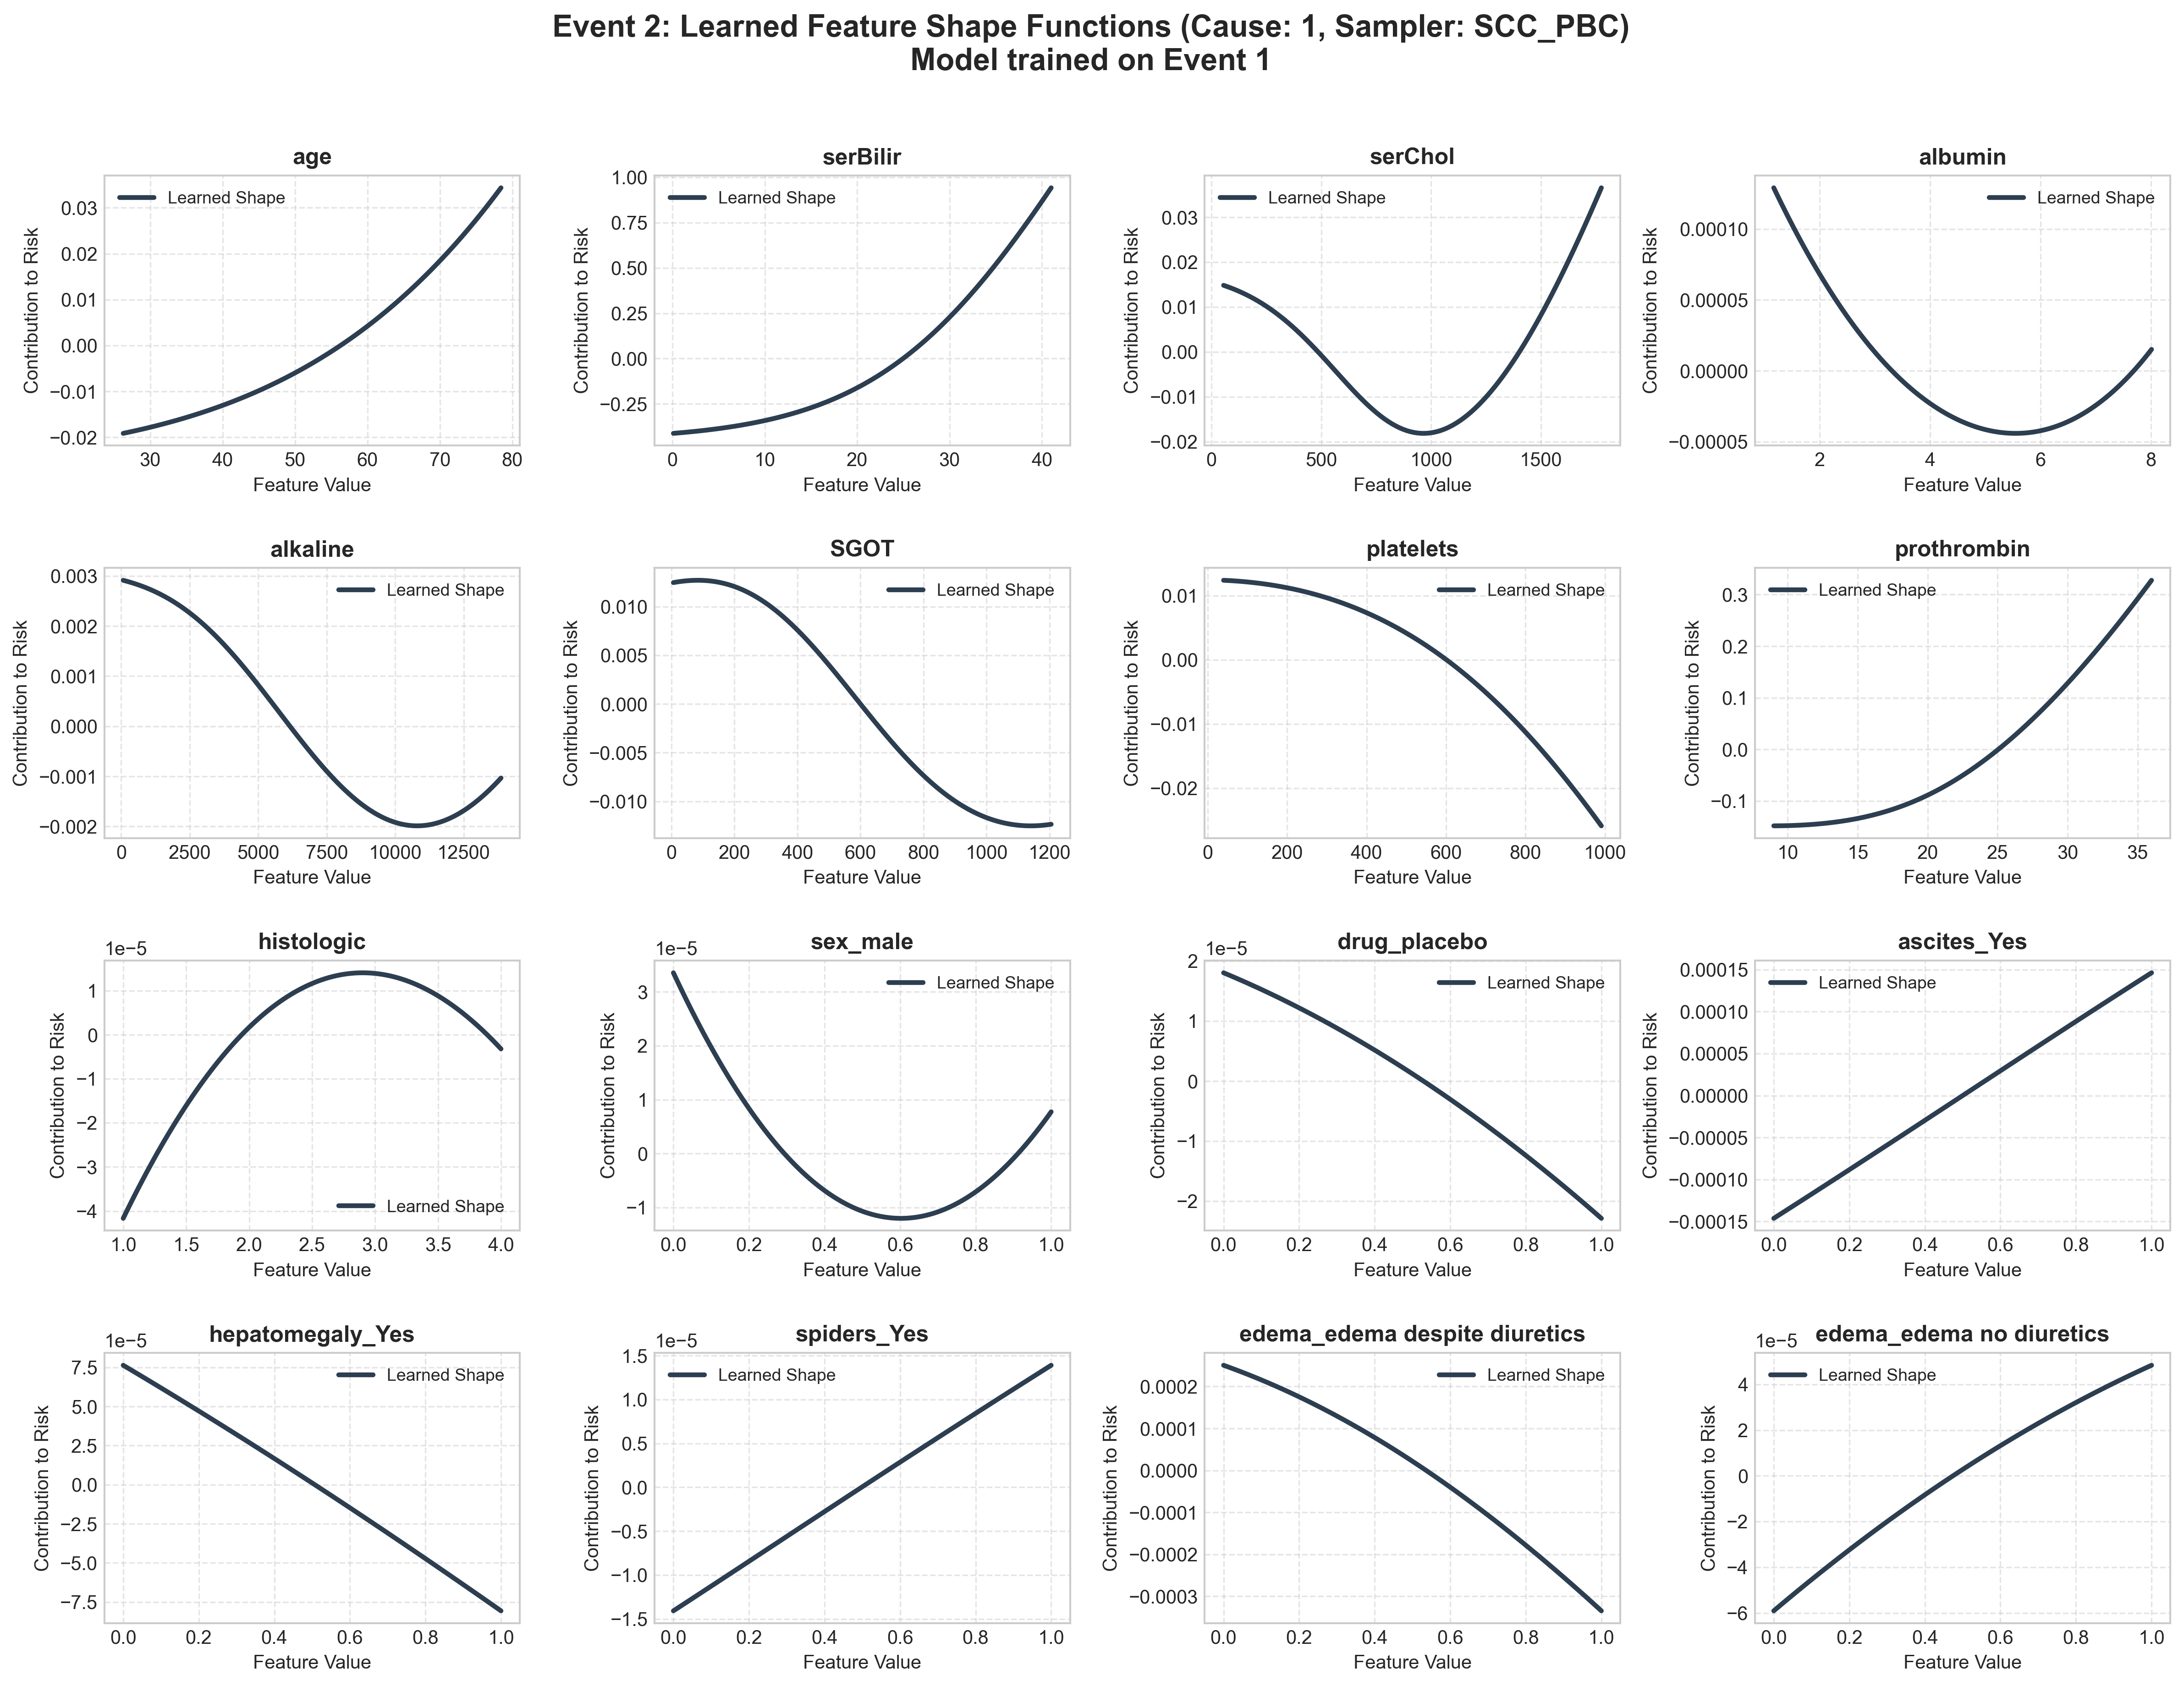 Event 2: Learned Feature Shape Functions (Cause: 1, Sampler: SCC_PBC)
Model trained on Event 1
age
Learned Shape
Contribution to Risk
0.03
0.02
0.01
0.00
−0.01
−0.02
30 40 50 60 70 80
Feature Value
serBilir
Learned Shape
Contribution to Risk
1.00
0.75
0.50
0.25
0.00
−0.25
0 10 20 30 40
Feature Value
serChol
Learned Shape
Contribution to Risk
0.03
0.02
0.01
0.00
−0.01
−0.02
0 500 1000 1500
Feature Value
albumin
Learned Shape
Contribution to Risk
0.00010
0.00005
0.00000
−0.00005
2 4 6 8
Feature Value
alkaline
Learned Shape
Contribution to Risk
0.003
0.002
0.001
0.000
−0.001
−0.002
0 2500 5000 7500 10000 12500
Feature Value
SGOT
Learned Shape
Contribution to Risk
0.010
0.005
0.000
−0.005
−0.010
0 200 400 600 800 1000 1200
Feature Value
platelets
Learned Shape
Contribution to Risk
0.01
0.00
−0.01
−0.02
0 200 400 600 800 1000
Feature Value
prothrombin
Learned Shape
Contribution to Risk
0.3
0.2
0.1
0.0
−0.1
10 15 20 25 30 35
Feature Value
histologic
1e−5
Contribution to Risk
1
0
−1
−2
−3
−4
Learned Shape
1.0 1.5 2.0 2.5 3.0 3.5 4.0
Feature Value
sex_male
1e−5
Learned Shape
Contribution to Risk
3
2
1
0
−1
0.0 0.2 0.4 0.6 0.8 1.0
Feature Value
drug_placebo
1e−5
Learned Shape
Contribution to Risk
2
1
0
−1
−2
0.0 0.2 0.4 0.6 0.8 1.0
Feature Value
ascites_Yes
Learned Shape
Contribution to Risk
0.00015
0.00010
0.00005
0.00000
−0.00005
−0.00010
−0.00015
0.0 0.2 0.4 0.6 0.8 1.0
Feature Value
hepatomegaly_Yes
1e−5
Learned Shape
Contribution to Risk
7.5
5.0
2.5
0.0
−2.5
−5.0
−7.5
0.0 0.2 0.4 0.6 0.8 1.0
Feature Value
spiders_Yes
1e−5
Learned Shape
Contribution to Risk
1.5
1.0
0.5
0.0
−0.5
−1.0
−1.5
0.0 0.2 0.4 0.6 0.8 1.0
Feature Value
edema_edema despite diuretics
Learned Shape
Contribution to Risk
0.0002
0.0001
0.0000
−0.0001
−0.0002
−0.0003
0.0 0.2 0.4 0.6 0.8 1.0
Feature Value
edema_edema no diuretics
1e−5
Learned Shape
Contribution to Risk
4
2
0
−2
−4
−6
0.0 0.2 0.4 0.6 0.8 1.0
Feature Value